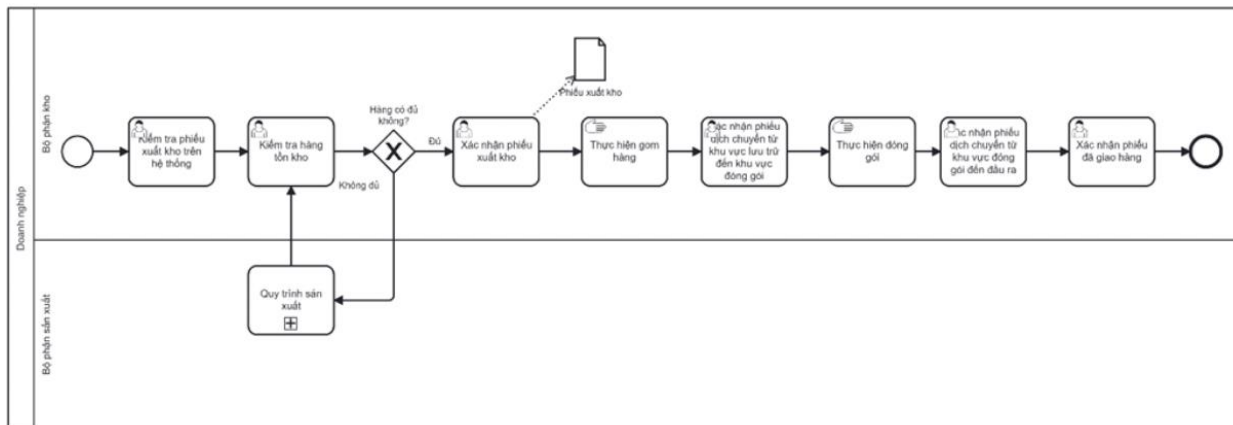 Doanh nghiệp
Bộ phận kho
Kiểm tra phiếu
xuất kho trên
hệ thống
Kiểm tra hàng
tồn kho
Hàng có đủ
không?
Đủ
Không đủ
Xác nhận phiếu
xuất kho
Phiếu xuất kho
Thực hiện gom
hàng
nhận phiếu
dịch chuyển từ
khu vực lưu trữ
đến khu vực
đóng gói
Thực hiện đóng
gói
nhận phiếu
dịch chuyển từ
khu vực đóng
gói đến đầu ra
Xác nhận phiếu
đã giao hàng
Bộ phận sản xuất
Quy trình sản
xuất